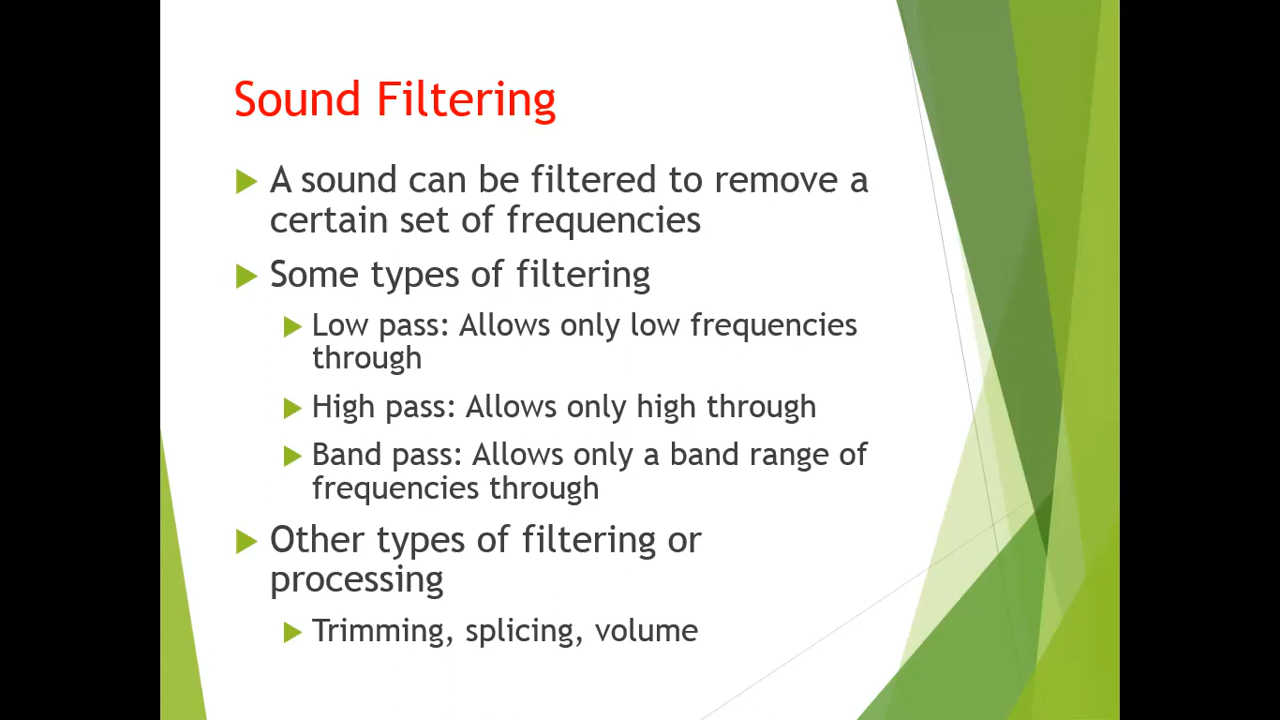 Sound Filtering
A sound can be filtered to remove a
certain set of frequencies
Some types of filtering
Low pass: Allows only low frequencies
through
High pass: Allows only high through
Band pass: Allows only a band range of
frequencies through
Other types of filtering or
processing
Trimming, splicing, volume